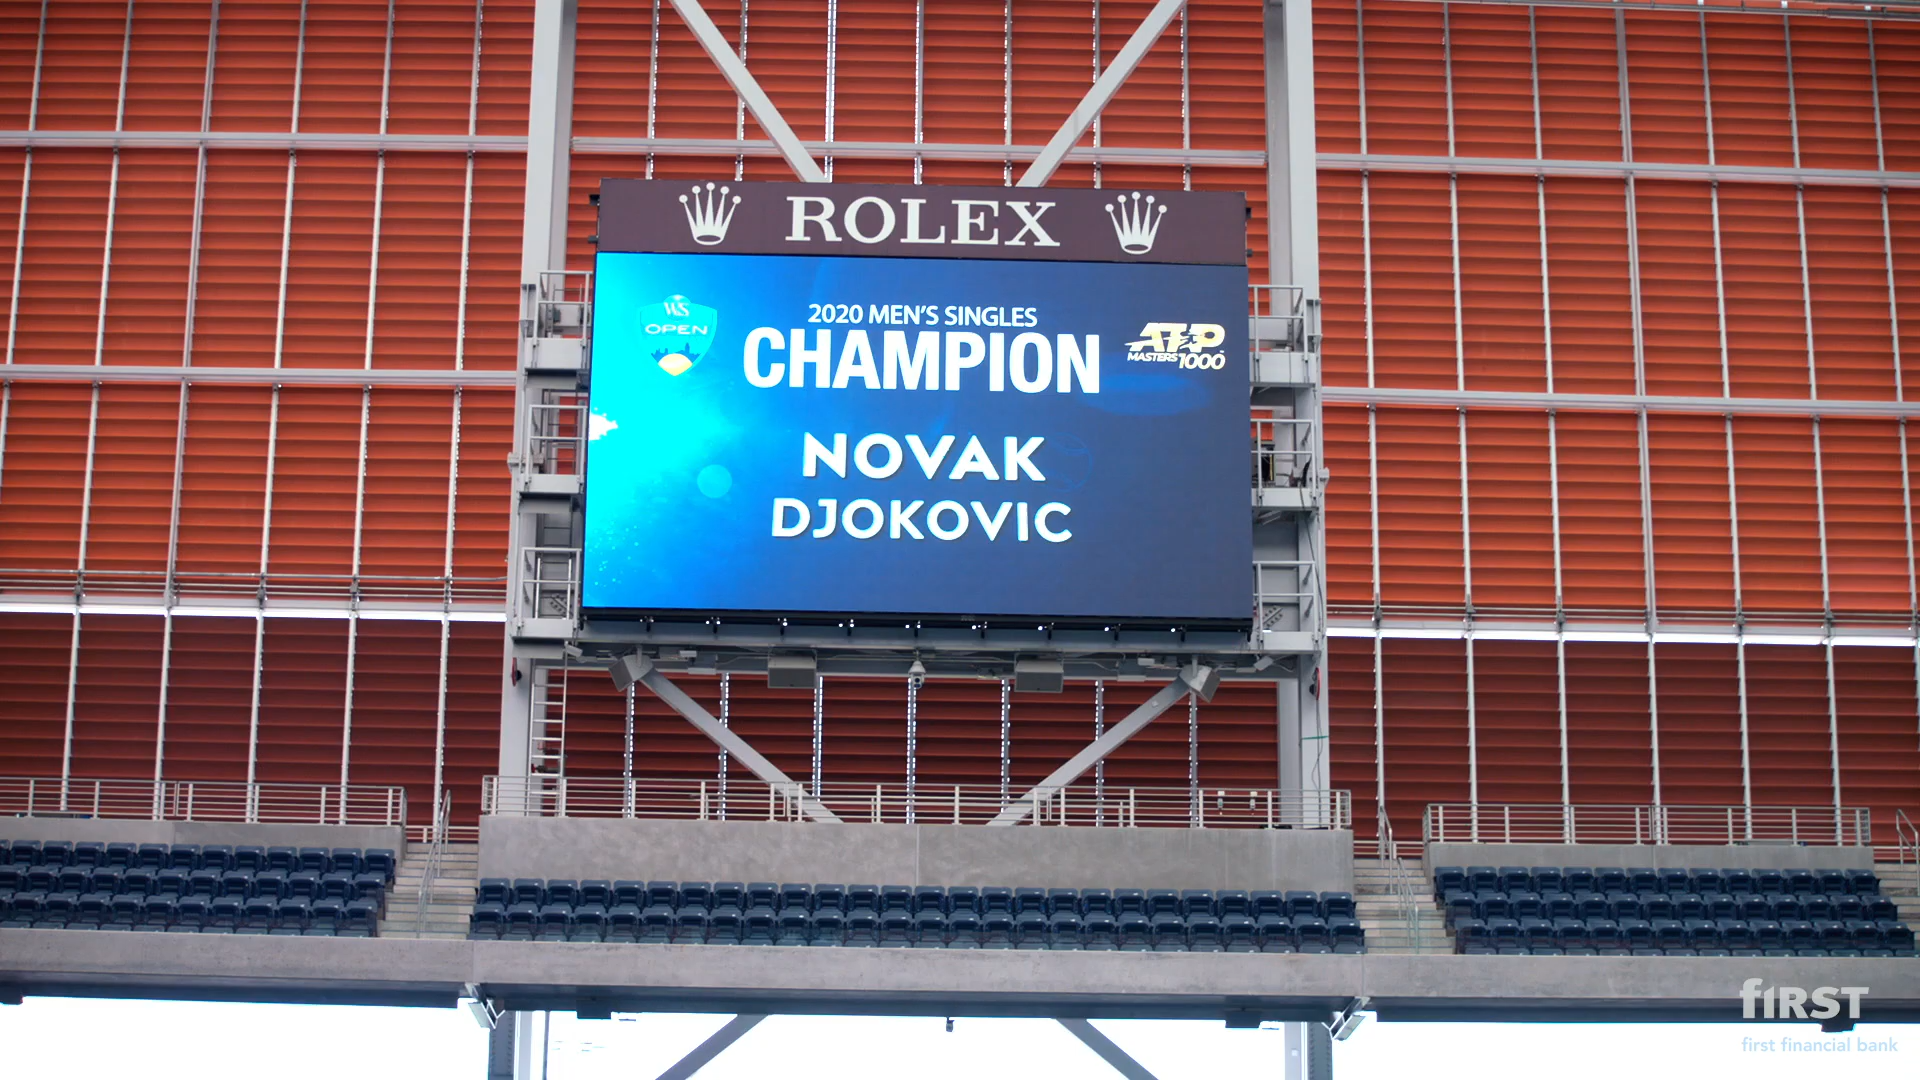 ROLEX
W&S
OPEN
2020 MEN'S SINGLES
CHAMPION
ATP
MASTERS 1000
NOVAK
DJOKOVIC
fiRST
first financial bank